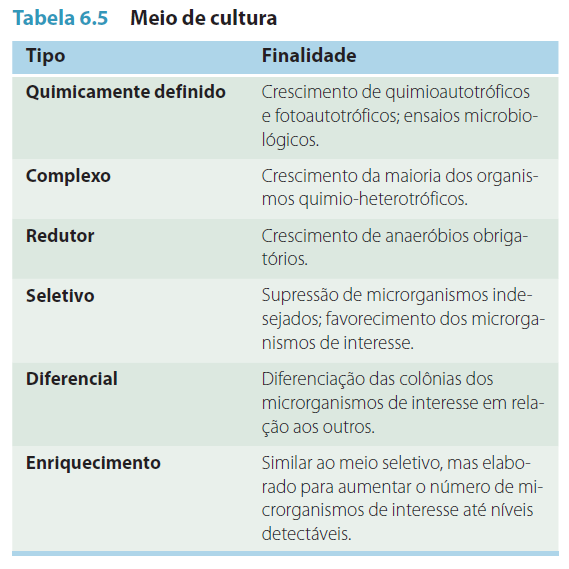 Tabela 6.5 Meio de cultura
Tipo Finalidade
Quimicamente definido Crescimento de quimioautotróficos
e fotoautotróficos; ensaios microbio-
lógicos.
Complexo Crescimento da maioria dos organis-
mos quimio-heterotróficos.
Redutor Crescimento de anaeróbios obriga-
tórios.
Seletivo Supressão de microrganismos inde-
sejados; favorecimento dos microrga-
nismos de interesse.
Diferencial Diferenciação das colônias dos
microrganismos de interesse em rela-
ção aos outros.
Enriquecimento Similar ao meio seletivo, mas elabo-
rado para aumentar o número de mi-
crorganismos de interesse até níveis
detectáveis.